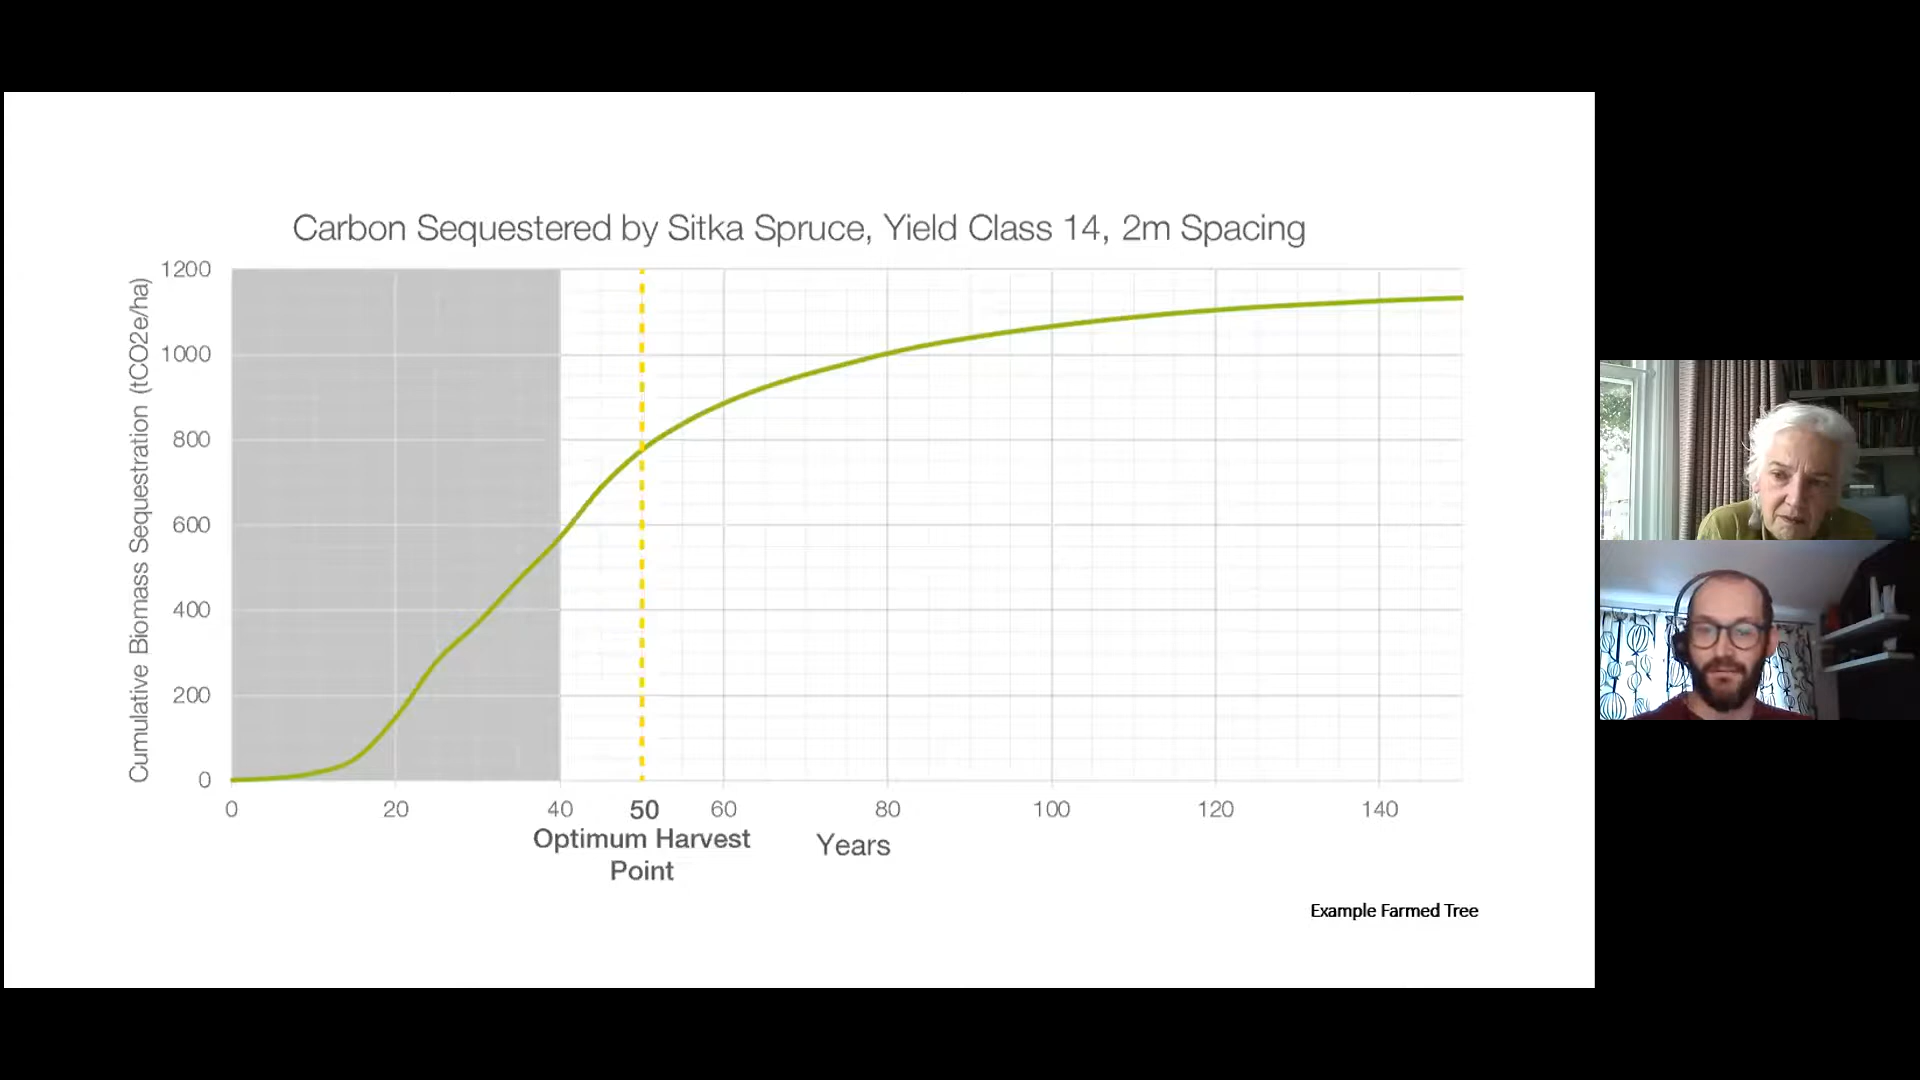 Carbon Sequestered by Sitka Spruce, Yield Class 14, 2m Spacing
Cumulative Biomass Sequestration (tCO2e/ha)
1200
1000
800
600
400
200
0
0 20 40 50 60 80 100 120 140
Optimum Harvest
Point
Years
Example Farmed Tree